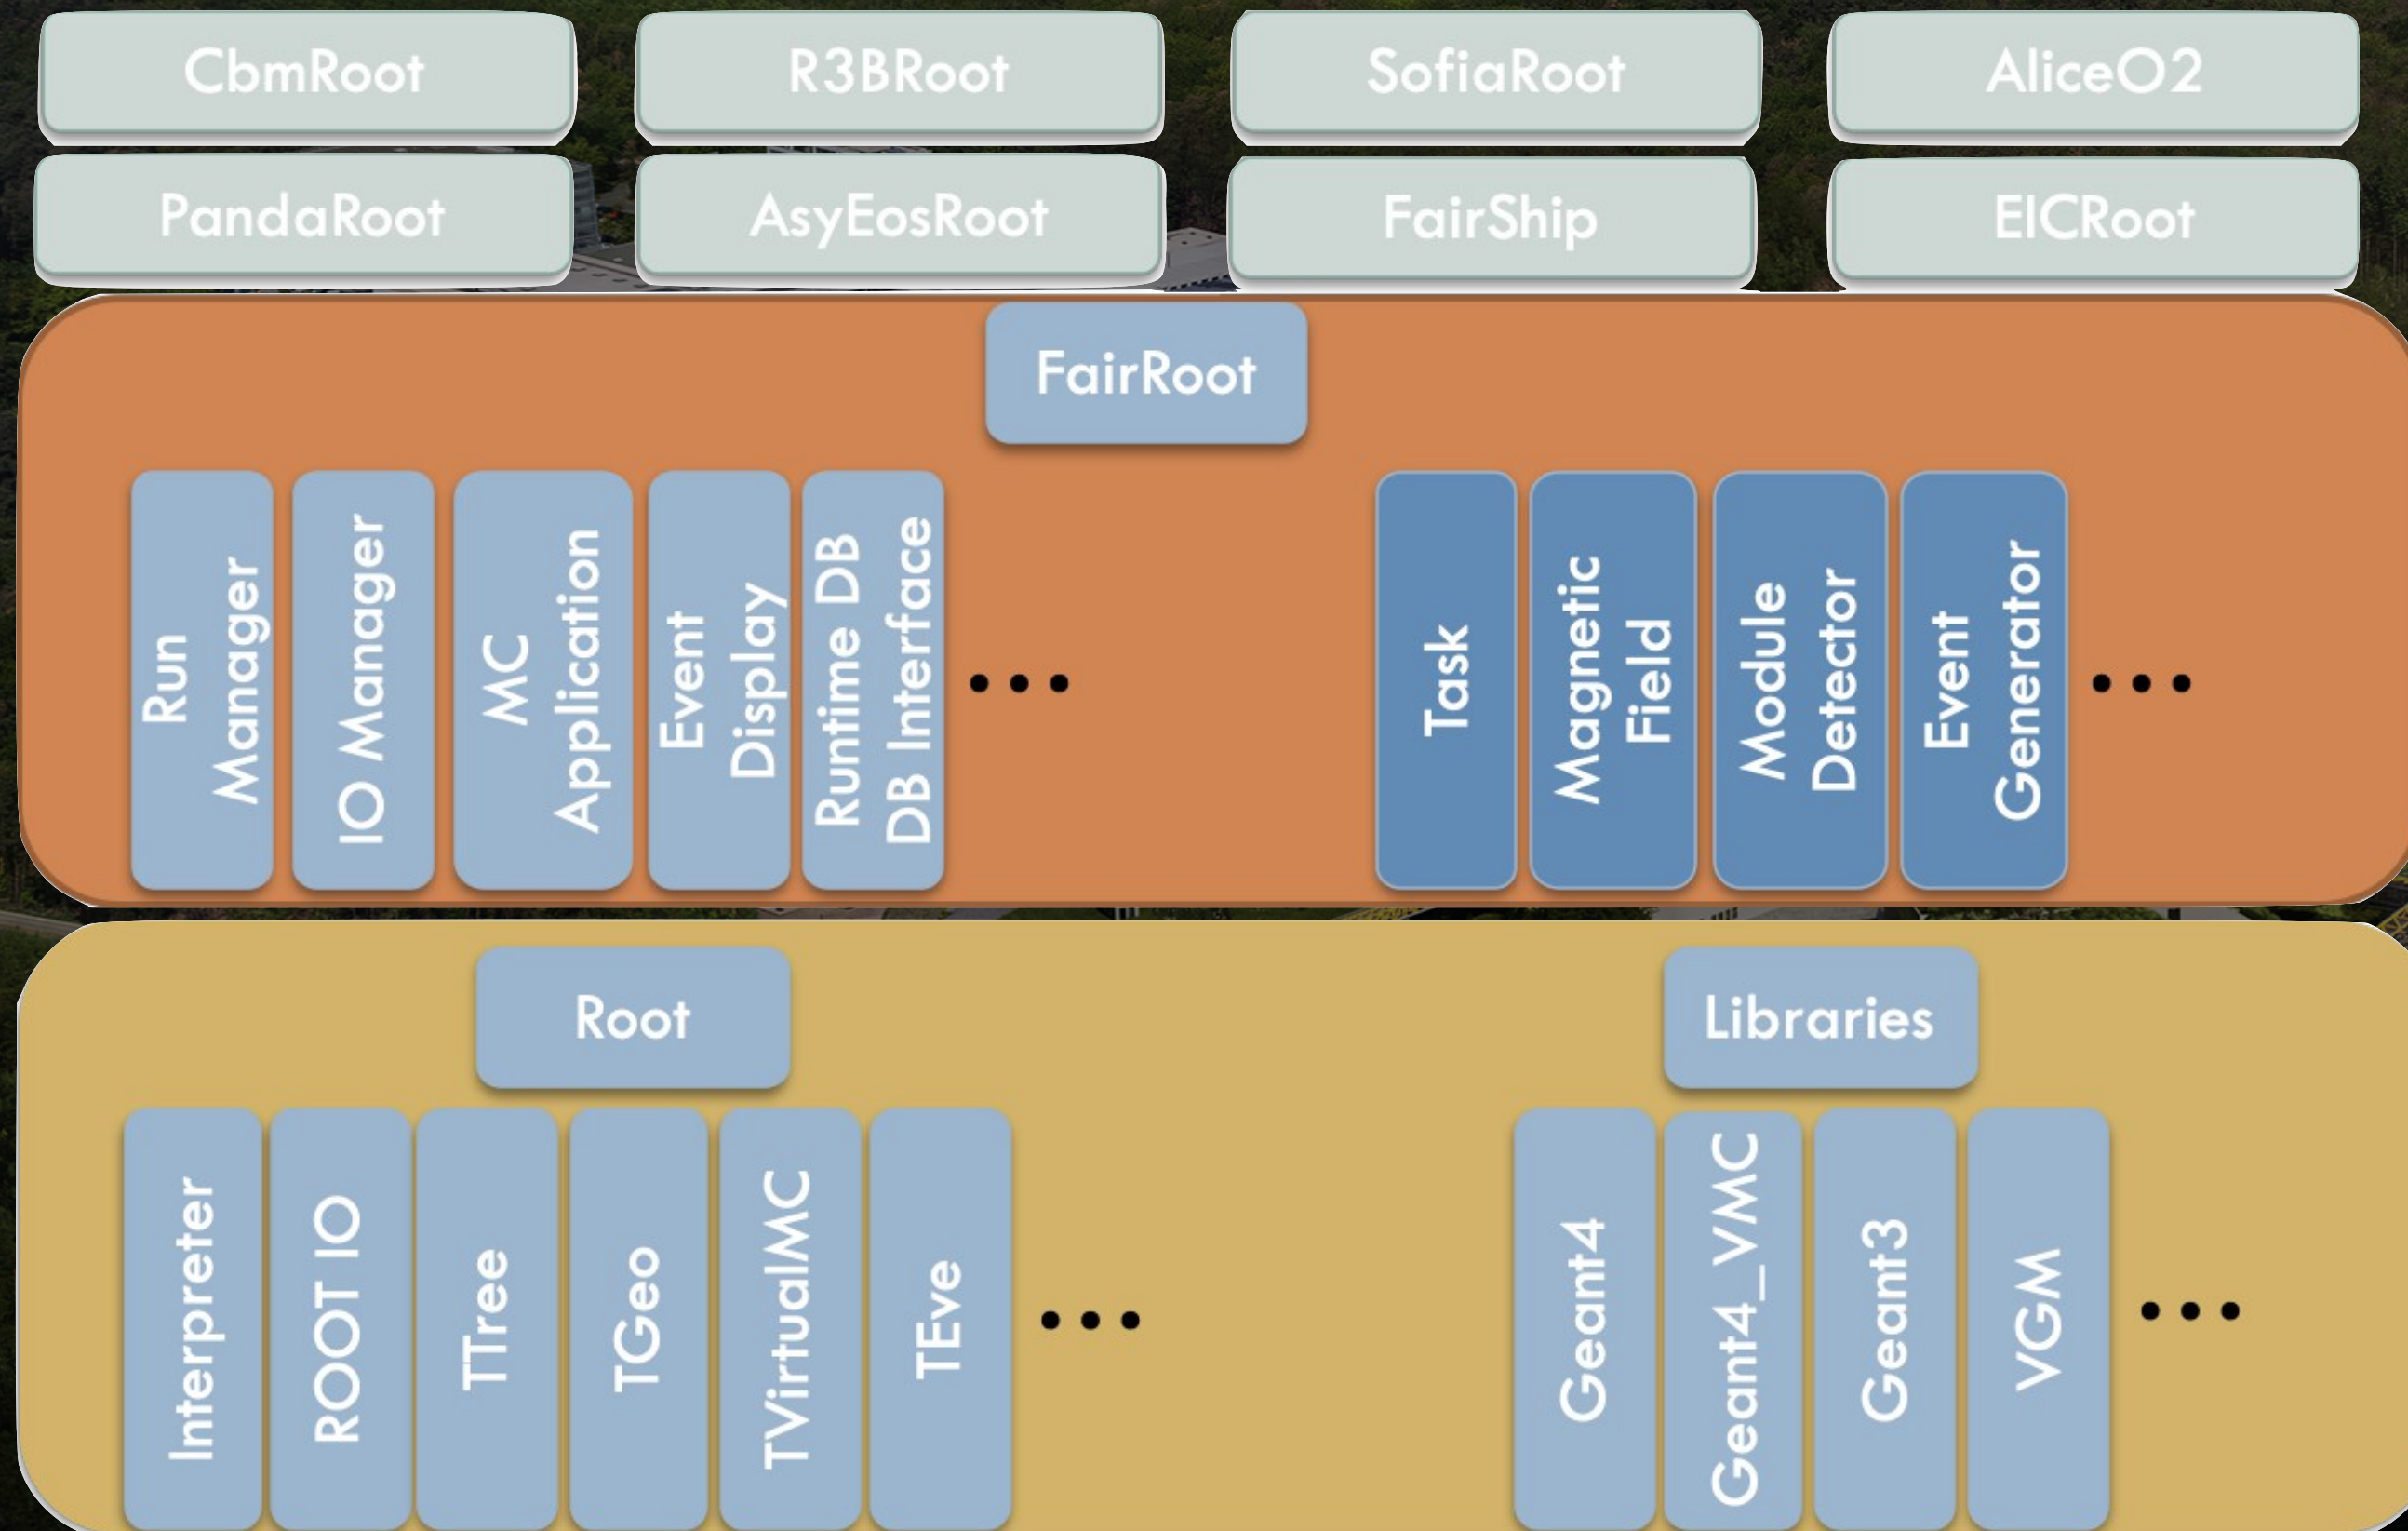 CbmRoot
R3BRoot
SofiaRoot
AliceO2
PandaRoot
AsyEosRoot
FairShip
EICRoot
FairRoot
Run
Manager
IO Manager
MC
Application
Event
Display
Runtime DB
DB Interface
...
Task
Magnetic
Field
Module
Detector
Event
Generator
...
Root
Libraries
Interpreter
ROOT IO
TTree
TGeo
TVirtualMC
TEve
...
Geant4
Geant4_VMC
Geant3
VGM
...